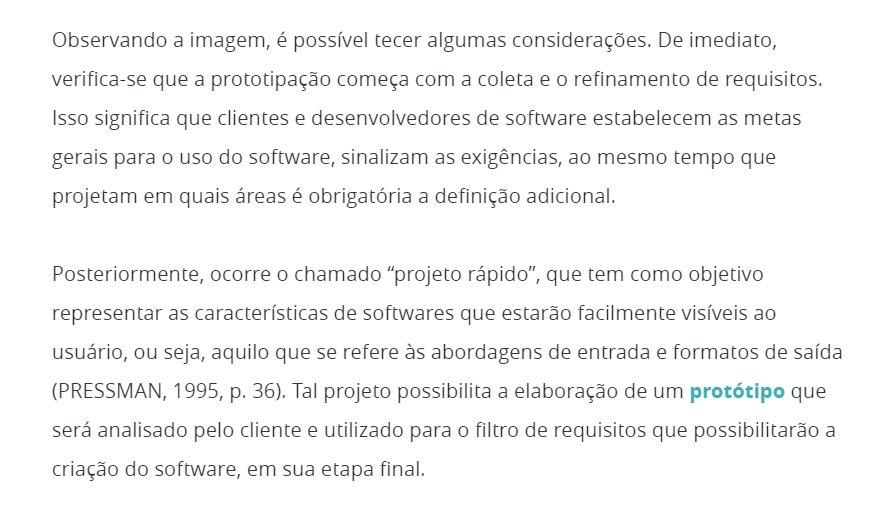 Observando a imagem, é possível tecer algumas considerações. De imediato,
verifica-se que a prototipação começa com a coleta e o refinamento de requisitos.
Isso significa que clientes e desenvolvedores de software estabelecem as metas
gerais para o uso do software, sinalizam as exigências, ao mesmo tempo que
projetam em quais áreas é obrigatória a definição adicional.
Posteriormente, ocorre o chamado “projeto rápido”, que tem como objetivo
representar as características de softwares que estarão facilmente visíveis ao
usuário, ou seja, aquilo que se refere às abordagens de entrada e formatos de saída
(PRESSMAN, 1995, p. 36). Tal projeto possibilita a elaboração de um protótipo que
será analisado pelo cliente e utilizado para o filtro de requisitos que possibilitarão a
criação do software, em sua etapa final.